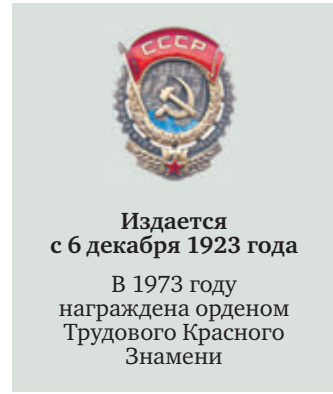 СССР
Издается
с 6 декабря 1923 года
В 1973 году
награждена орденом
Трудового Красного
Знамени